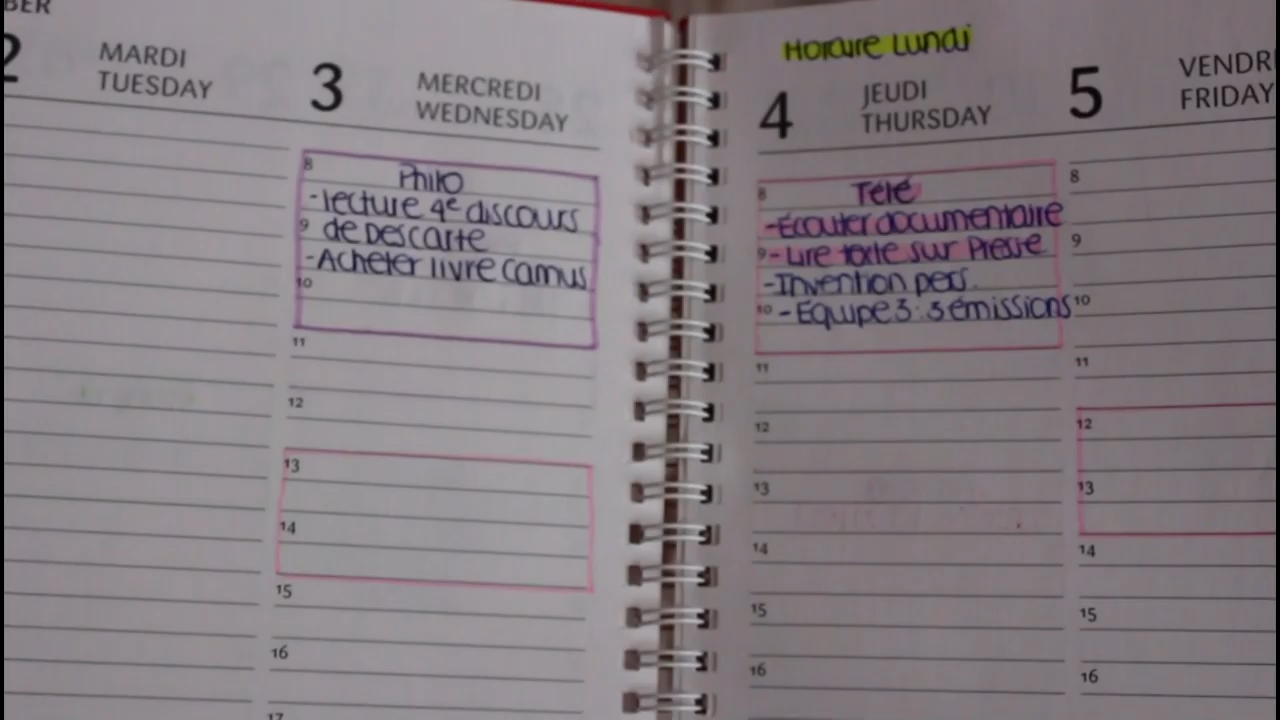 BER
2
MARDI
TUESDAY
3
MERCREDI
WEDNESDAY
8
Philo
-lecture 4e discours
9
de Descarte
-Acheter livre Camus
10
11
12
13
14
15
16
17
Horaire Lundi
4
JEUDI
THURSDAY
8
Télé
-Écouter documentaire
9
-Lire texte sur Presse
-Invention pers.
10
-Équipe 3: 3 émissions
11
12
13
14
15
16
5
VENDR
FRIDAY
8
9
10
11
12
13
14
15
16